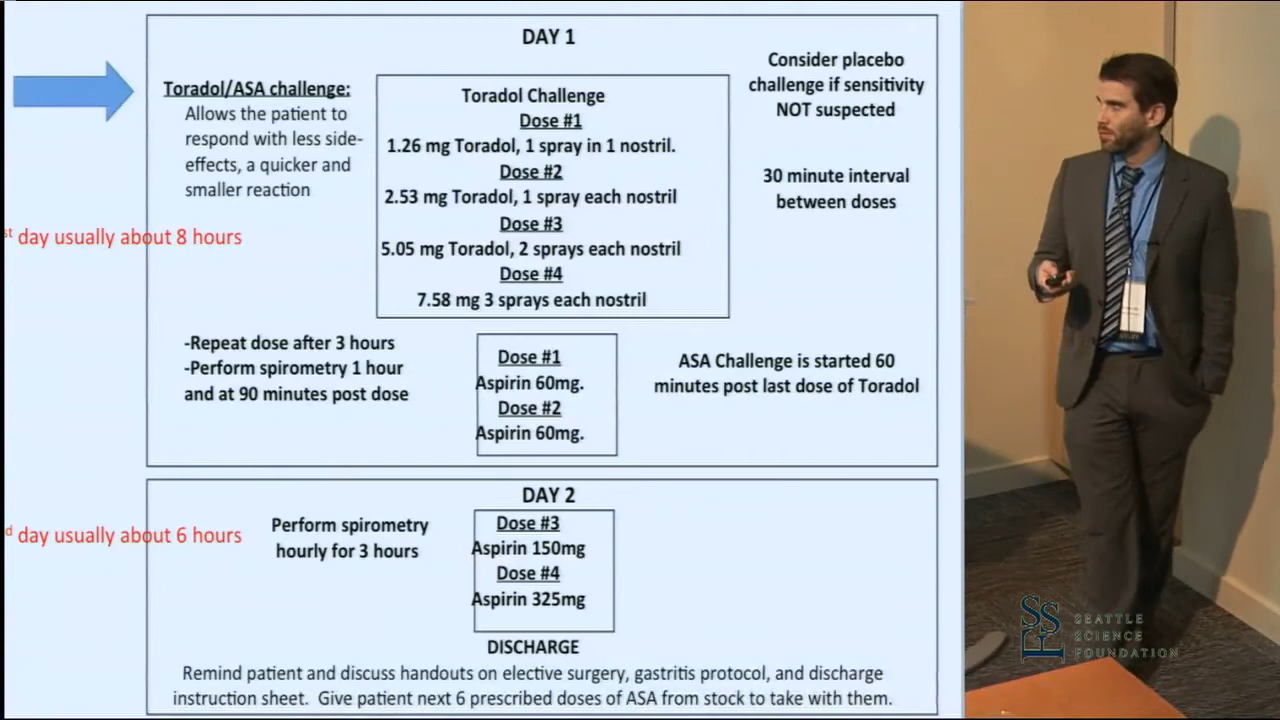 DAY 1
Toradol/ASA challenge:
Allows the patient to
respond with less side-
effects, a quicker and
smaller reaction
Toradol Challenge
Dose #1
1.26 mg Toradol, 1 spray in 1 nostril.
Dose #2
2.53 mg Toradol, 1 spray each nostril
Dose #3
5.05 mg Toradol, 2 sprays each nostril
Dose #4
7.58 mg 3 sprays each nostril
Consider placebo
challenge if sensitivity
NOT suspected
30 minute interval
between doses
st day usually about 8 hours
-Repeat dose after 3 hours
-Perform spirometry 1 hour
and at 90 minutes post dose
Dose #1
Aspirin 60mg.
Dose #2
Aspirin 60mg.
ASA Challenge is started 60
minutes post last dose of Toradol
DAY 2
d day usually about 6 hours
Perform spirometry
hourly for 3 hours
Dose #3
Aspirin 150mg
Dose #4
Aspirin 325mg
DISCHARGE
Remind patient and discuss handouts on elective surgery, gastritis protocol, and discharge
instruction sheet. Give patient next 6 prescribed doses of ASA from stock to take with them.
SSF
SEATTLE
SCIENCE
FOUNDATION